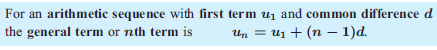 For an arithmetic sequence with first term u₁ and common difference d
the general term or nth term is uₙ = u₁ + (n − 1)d.